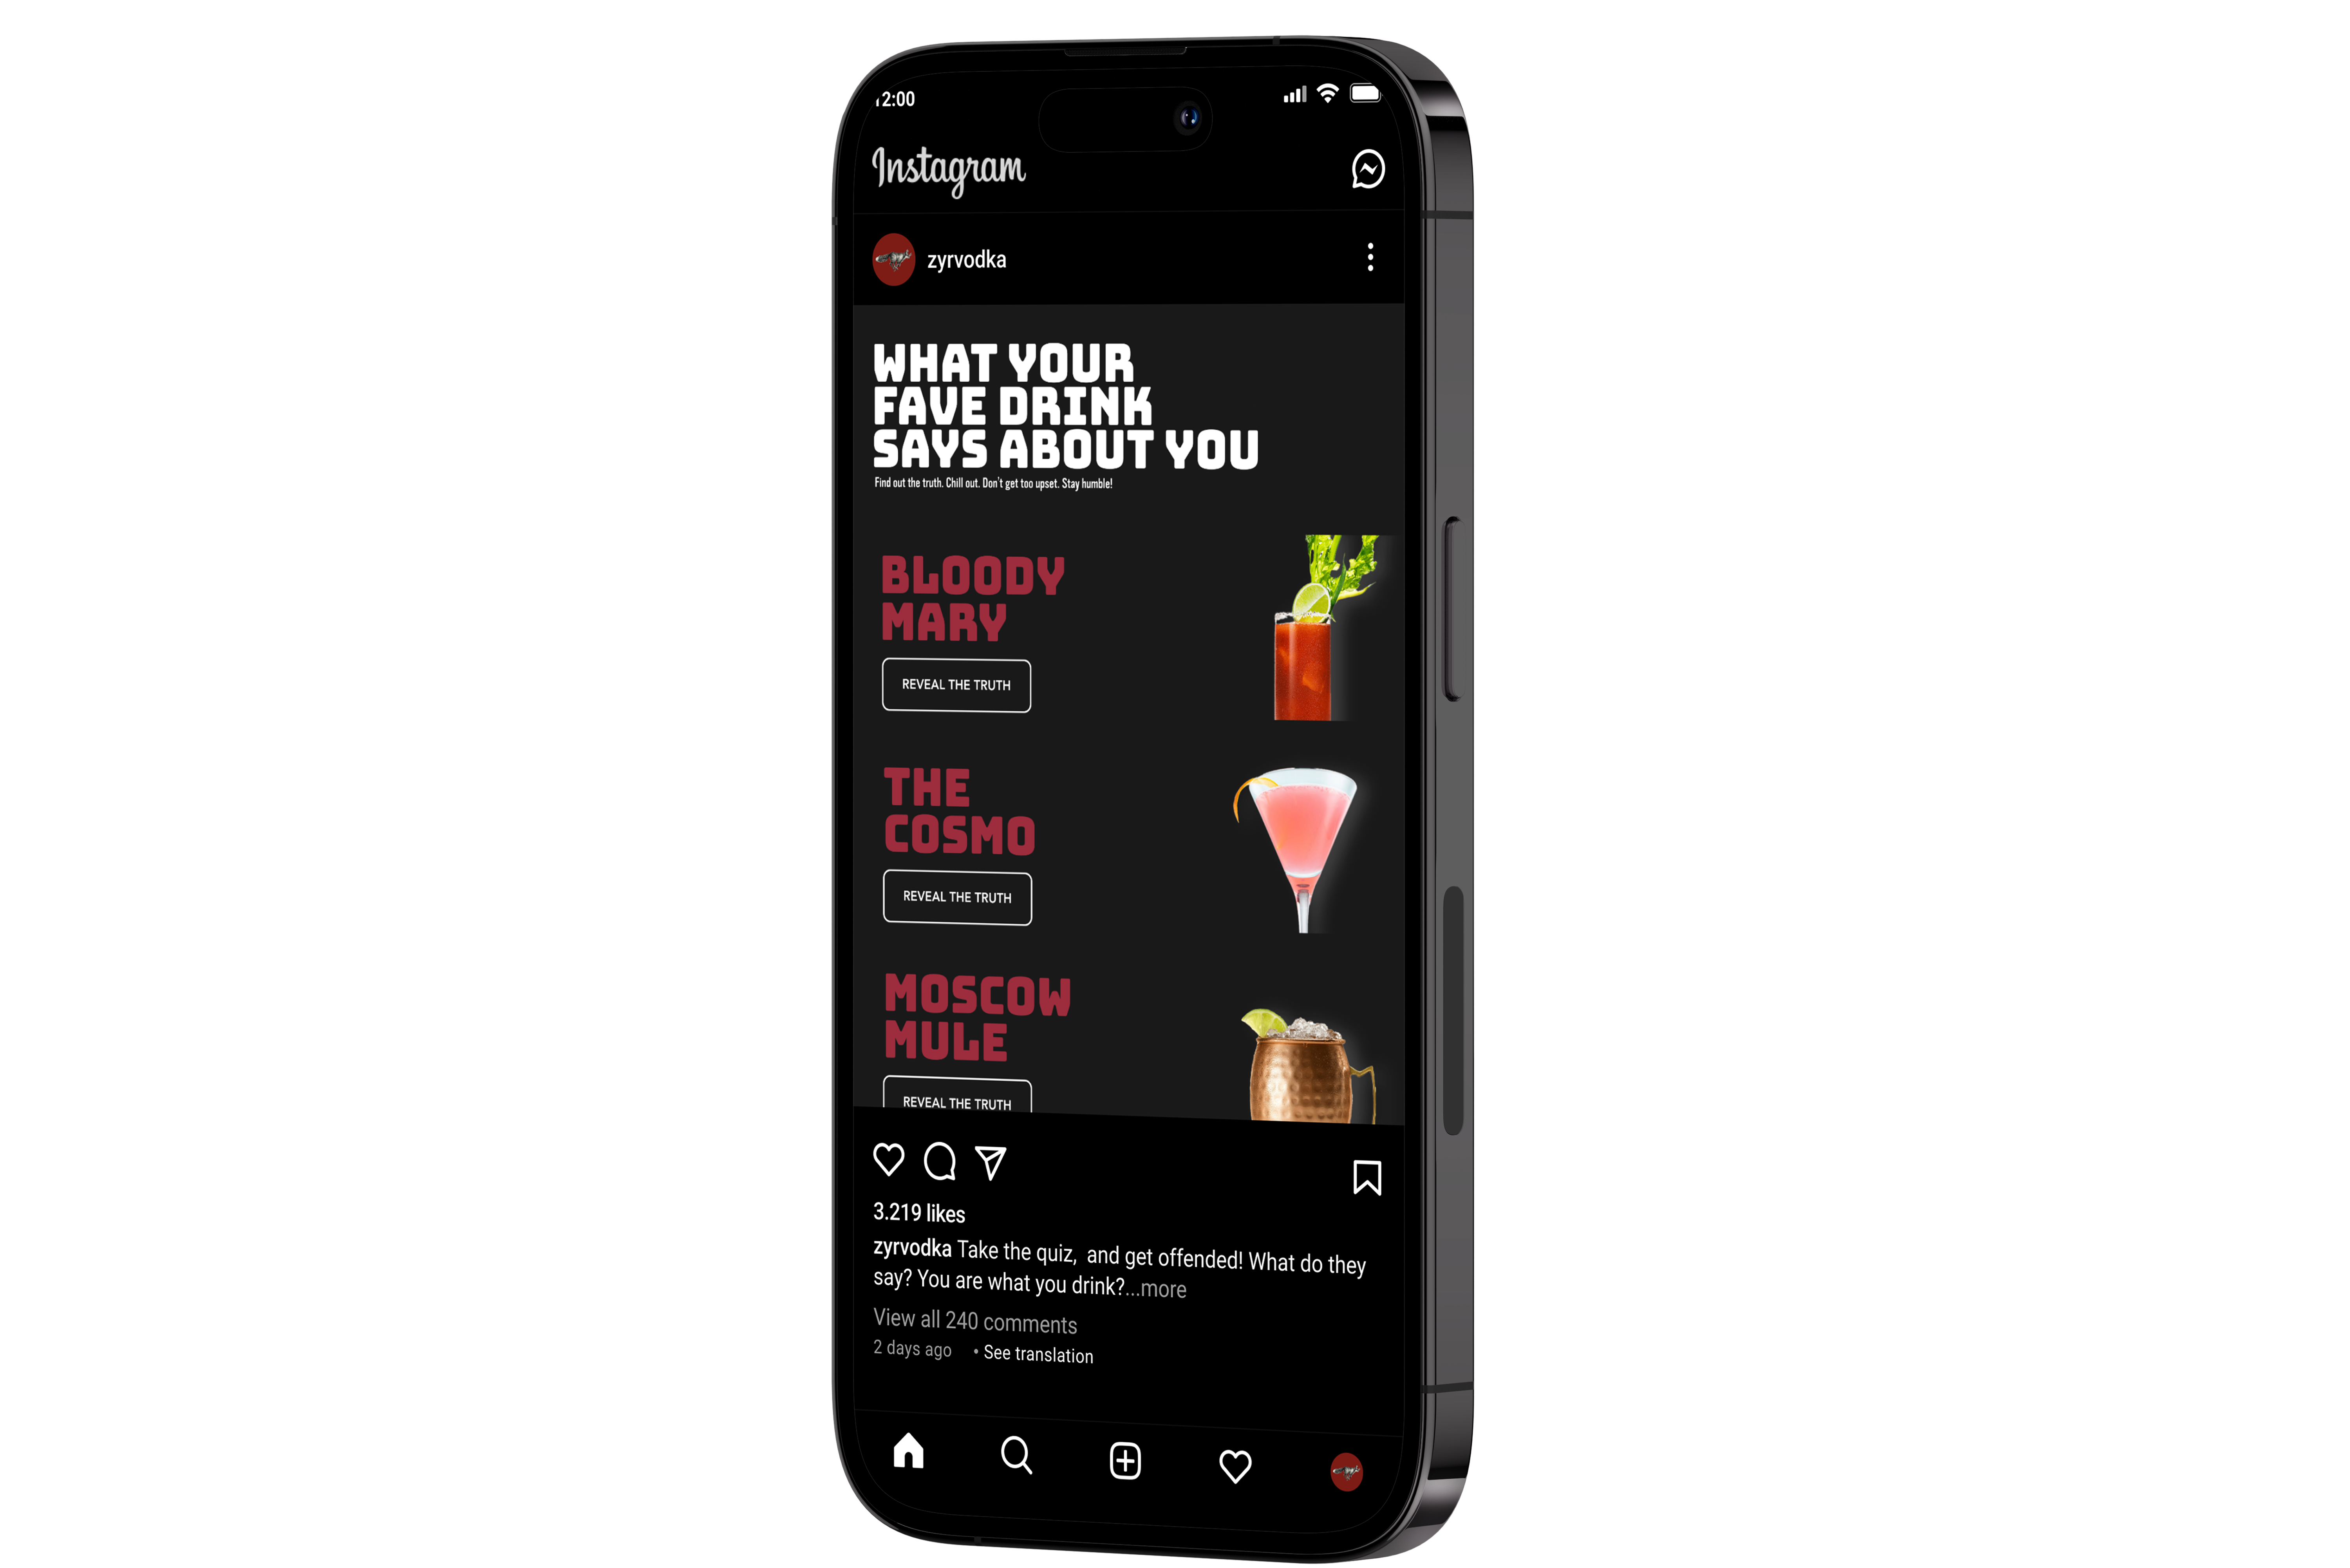 12:00
Instagram
zyrvodka
WHAT YOUR
FAVE DRINK
SAYS ABOUT YOU
Find out the truth. Chill out. Don't get too upset. Stay humble!
BLOODY
MARY
REVEAL THE TRUTH
THE
COSMO
REVEAL THE TRUTH
MOSCOW
MULE
REVEAL THE TRUTH
3.219 likes
zyrvodka Take the quiz,  and get offended! What do they
say? You are what you drink?...more
View all 240 comments
2 days ago • See translation